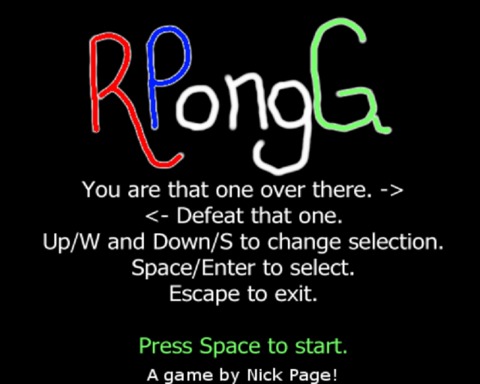 RPongG
You are that one over there. ->
<- Defeat that one.
Up/W and Down/S to change selection.
Space/Enter to select.
Escape to exit.
Press Space to start.
A game by Nick Page!